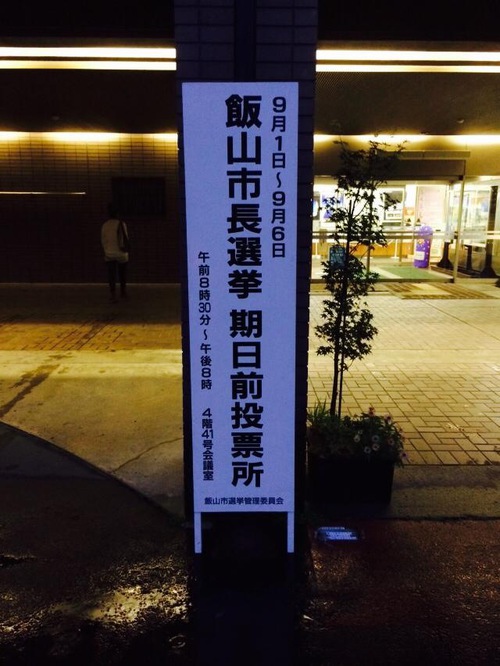 9月1日〜9月6日
飯山市長選挙 期日前投票所
午前8時30分〜午後8時 4階41号会議室
飯山市選挙管理委員会